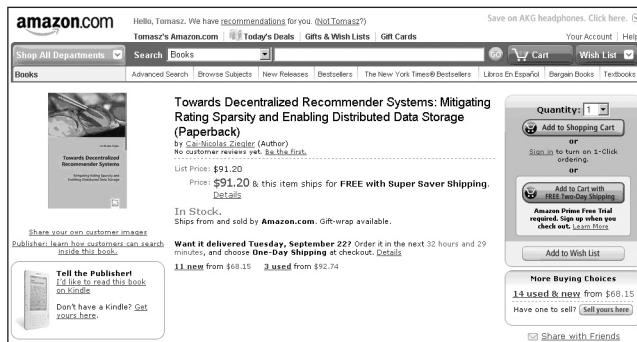 amazon.com
Hello, Tomasz. We have recommendations for you. (Not Tomasz?)
Save on AKG headphones. Click here.
Tomasz's Amazon.com | Today's Deals | Gifts & Wish Lists | Gift Cards
Your Account | Help
Shop All Departments
Search Books
GO
Cart
Wish List
Books
Advanced Search | Browse Subjects | New Releases | Bestsellers | The New York Times® Bestsellers | Libros En Español | Bargain Books | Textbooks
Towards Decentralized
Recommender Systems
Share your own customer images
Publisher: learn how customers can search
inside this book.
Tell the Publisher!
I'd like to read this book
on Kindle
Don't have a Kindle? Get
yours here.
Towards Decentralized Recommender Systems: Mitigating
Rating Sparsity and Enabling Distributed Data Storage
(Paperback)
by Cai-Nicolas Ziegler (Author)
No customer reviews yet. Be the first.
List Price: $91.20
Price: $91.20 & this item ships for FREE with Super Saver Shipping.
Details
In Stock.
Ships from and sold by Amazon.com. Gift-wrap available.
Want it delivered Tuesday, September 22? Order it in the next 32 hours and 29
minutes, and choose One-Day Shipping at checkout. Details
11 new from $68.15 3 used from $92.74
Quantity: 1
Add to Shopping Cart
or
Sign in to turn on 1-Click
ordering.
or
Add to Cart with
FREE Two-Day Shipping
Amazon Prime Free Trial
required. Sign up when you
check out. Learn More
Add to Wish List
More Buying Choices
14 used & new from $68.15
Have one to sell? Sell yours here
Share with Friends